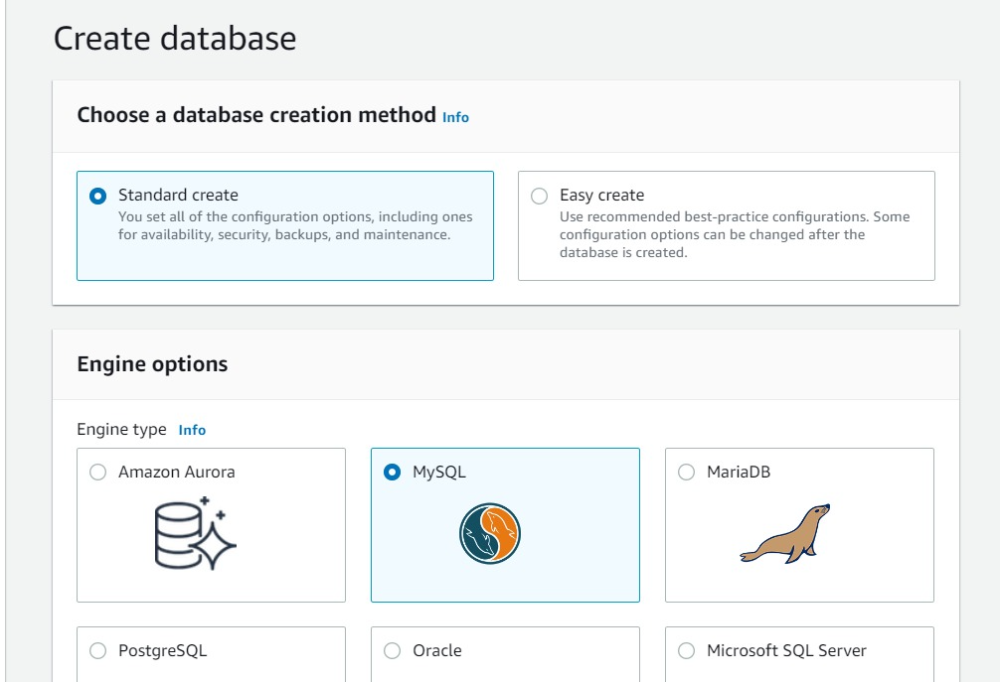 Create database
Choose a database creation method Info
Standard create
You set all of the configuration options, including ones
for availability, security, backups, and maintenance.
Easy create
Use recommended best-practice configurations. Some
configuration options can be changed after the
database is created.
Engine options
Engine type Info
Amazon Aurora
MySQL
MariaDB
PostgreSQL
Oracle
Microsoft SQL Server